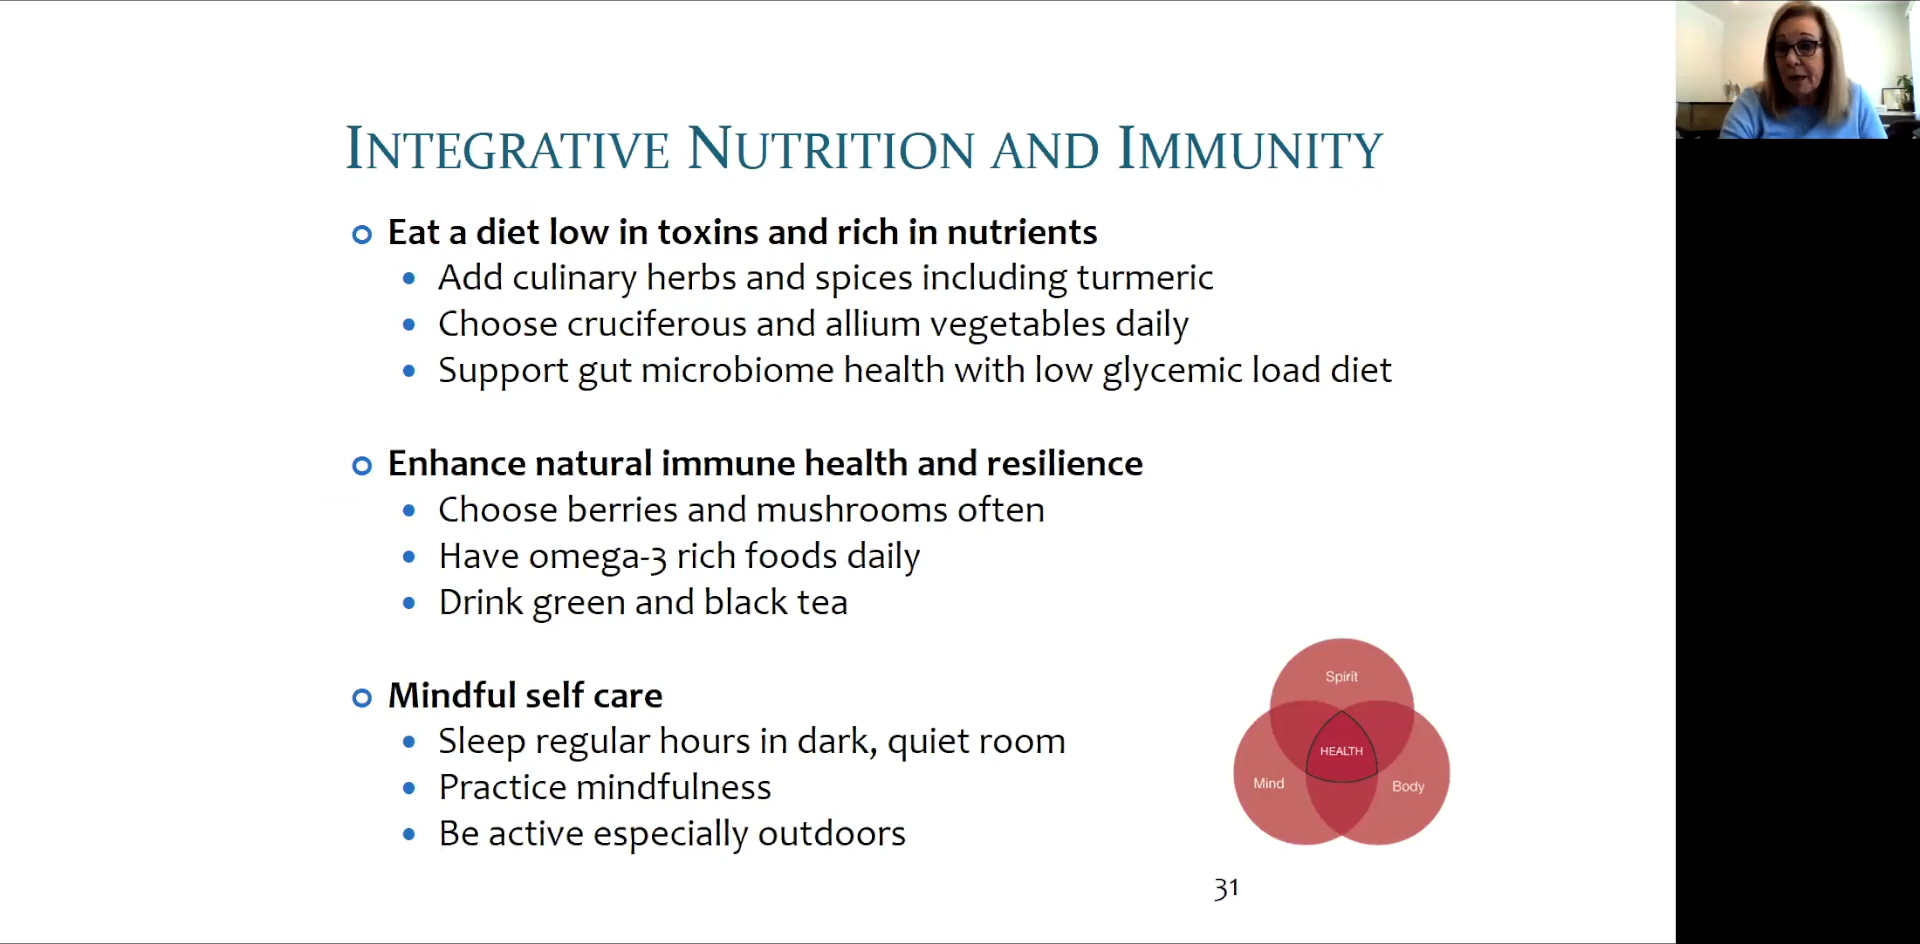 INTEGRATIVE NUTRITION AND IMMUNITY
Eat a diet low in toxins and rich in nutrients
Add culinary herbs and spices including turmeric
Choose cruciferous and allium vegetables daily
Support gut microbiome health with low glycemic load diet
Enhance natural immune health and resilience
Choose berries and mushrooms often
Have omega-3 rich foods daily
Drink green and black tea
Mindful self care
Sleep regular hours in dark, quiet room
Practice mindfulness
Be active especially outdoors
Spirit
HEALTH
Mind
Body
31